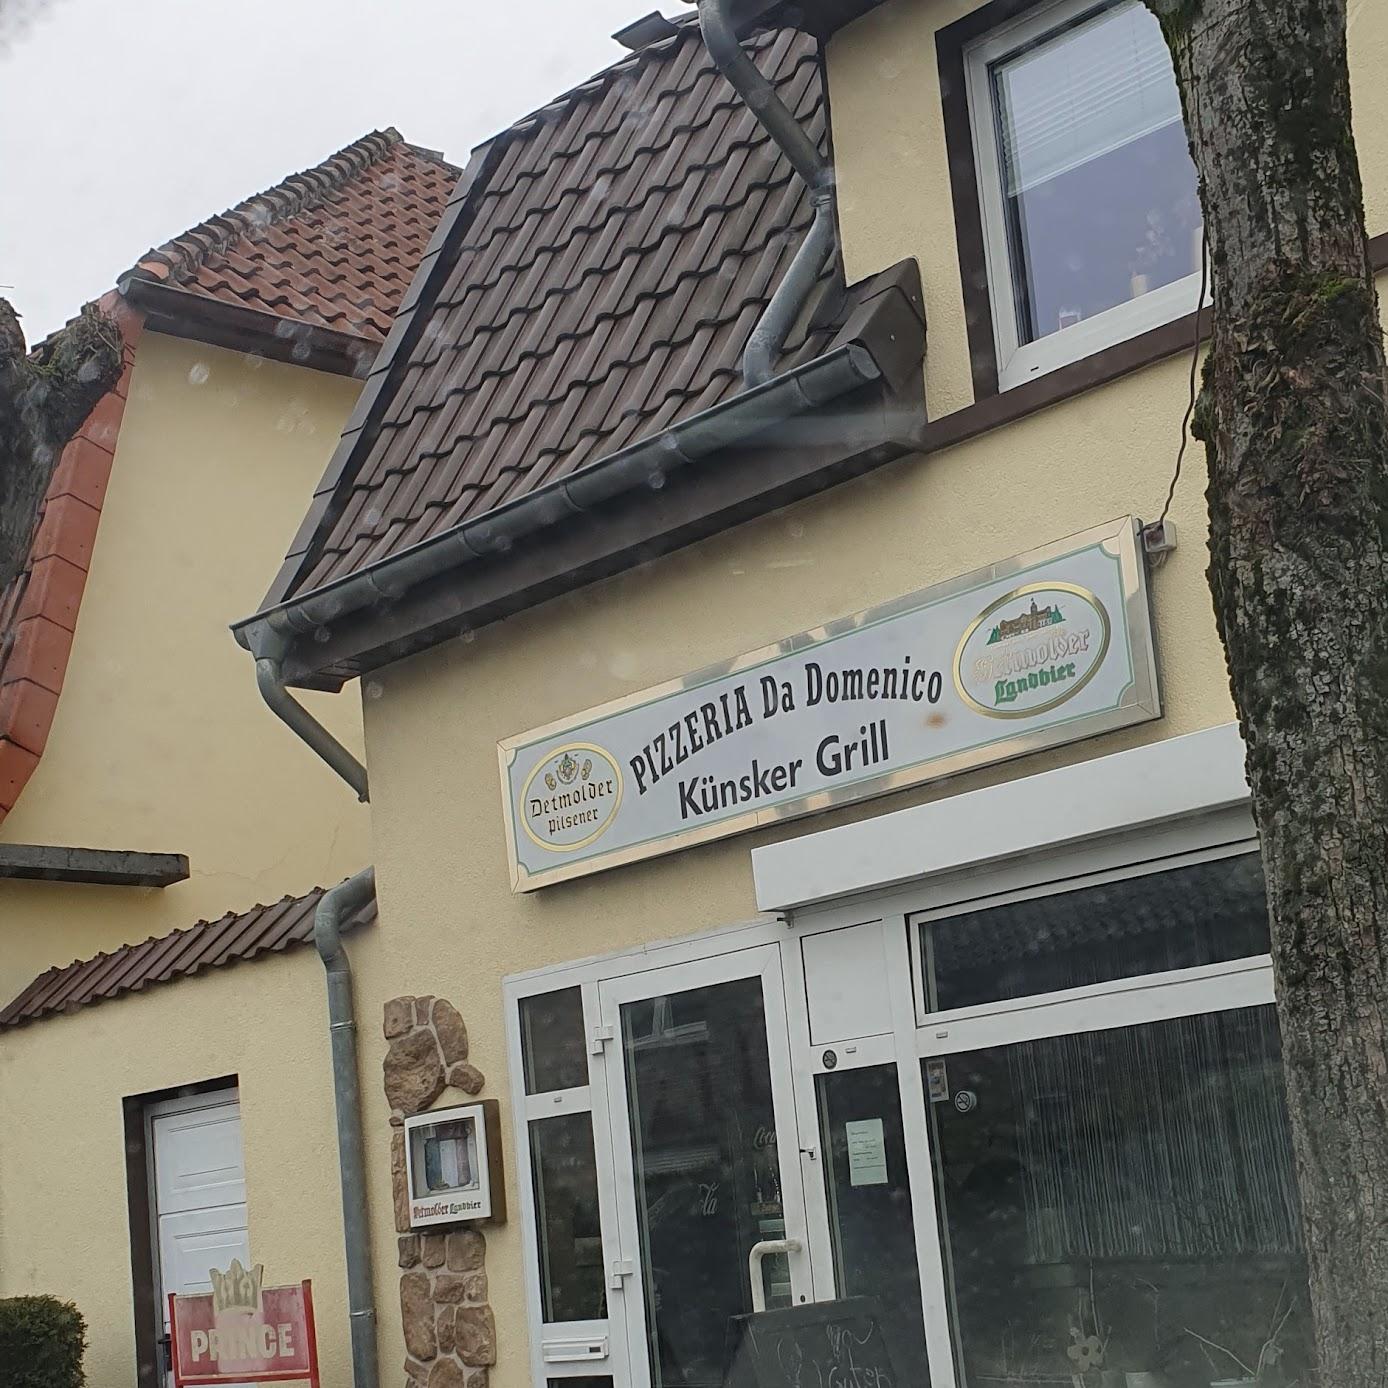 PIZZERIA Da Domenico
Künsker Grill
Detmolder
Pilsener
Detmolder
Landbier
Detmolder Landbier
PRINCE